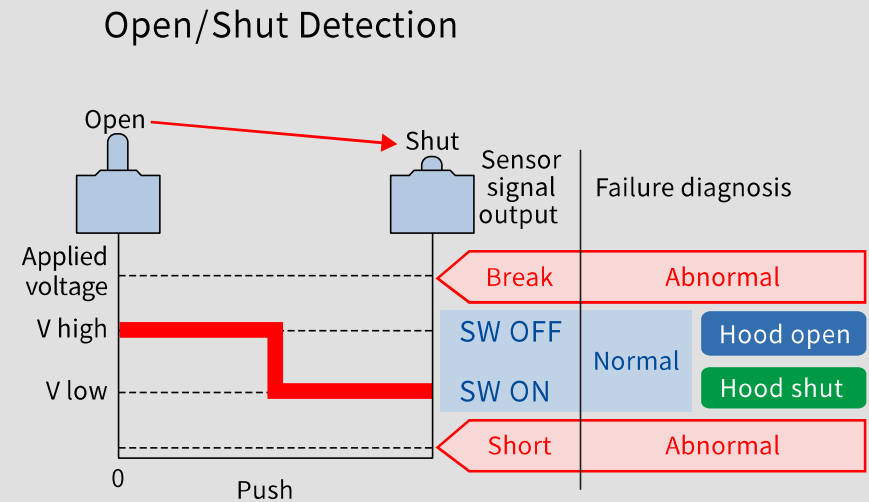 Open/Shut Detection
Open
Shut
Sensor
signal
output
Failure diagnosis
Applied
voltage
Break
Abnormal
V high
SW OFF
Hood open
Normal
V low
SW ON
Hood shut
Short
Abnormal
0
Push